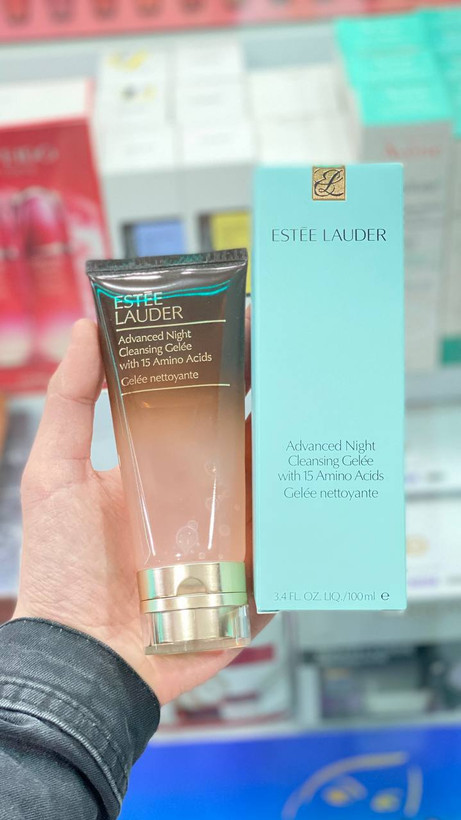 ESTĒE
LAUDER
Advanced Night
Cleansing Gelée
with 15 Amino Acids
Gelée nettoyante
ESTĒE LAUDER
Advanced Night
Cleansing Gelée
with 15 Amino Acids
Gelée nettoyante
3.4 FL. OZ. LIQ./100 ml ℮